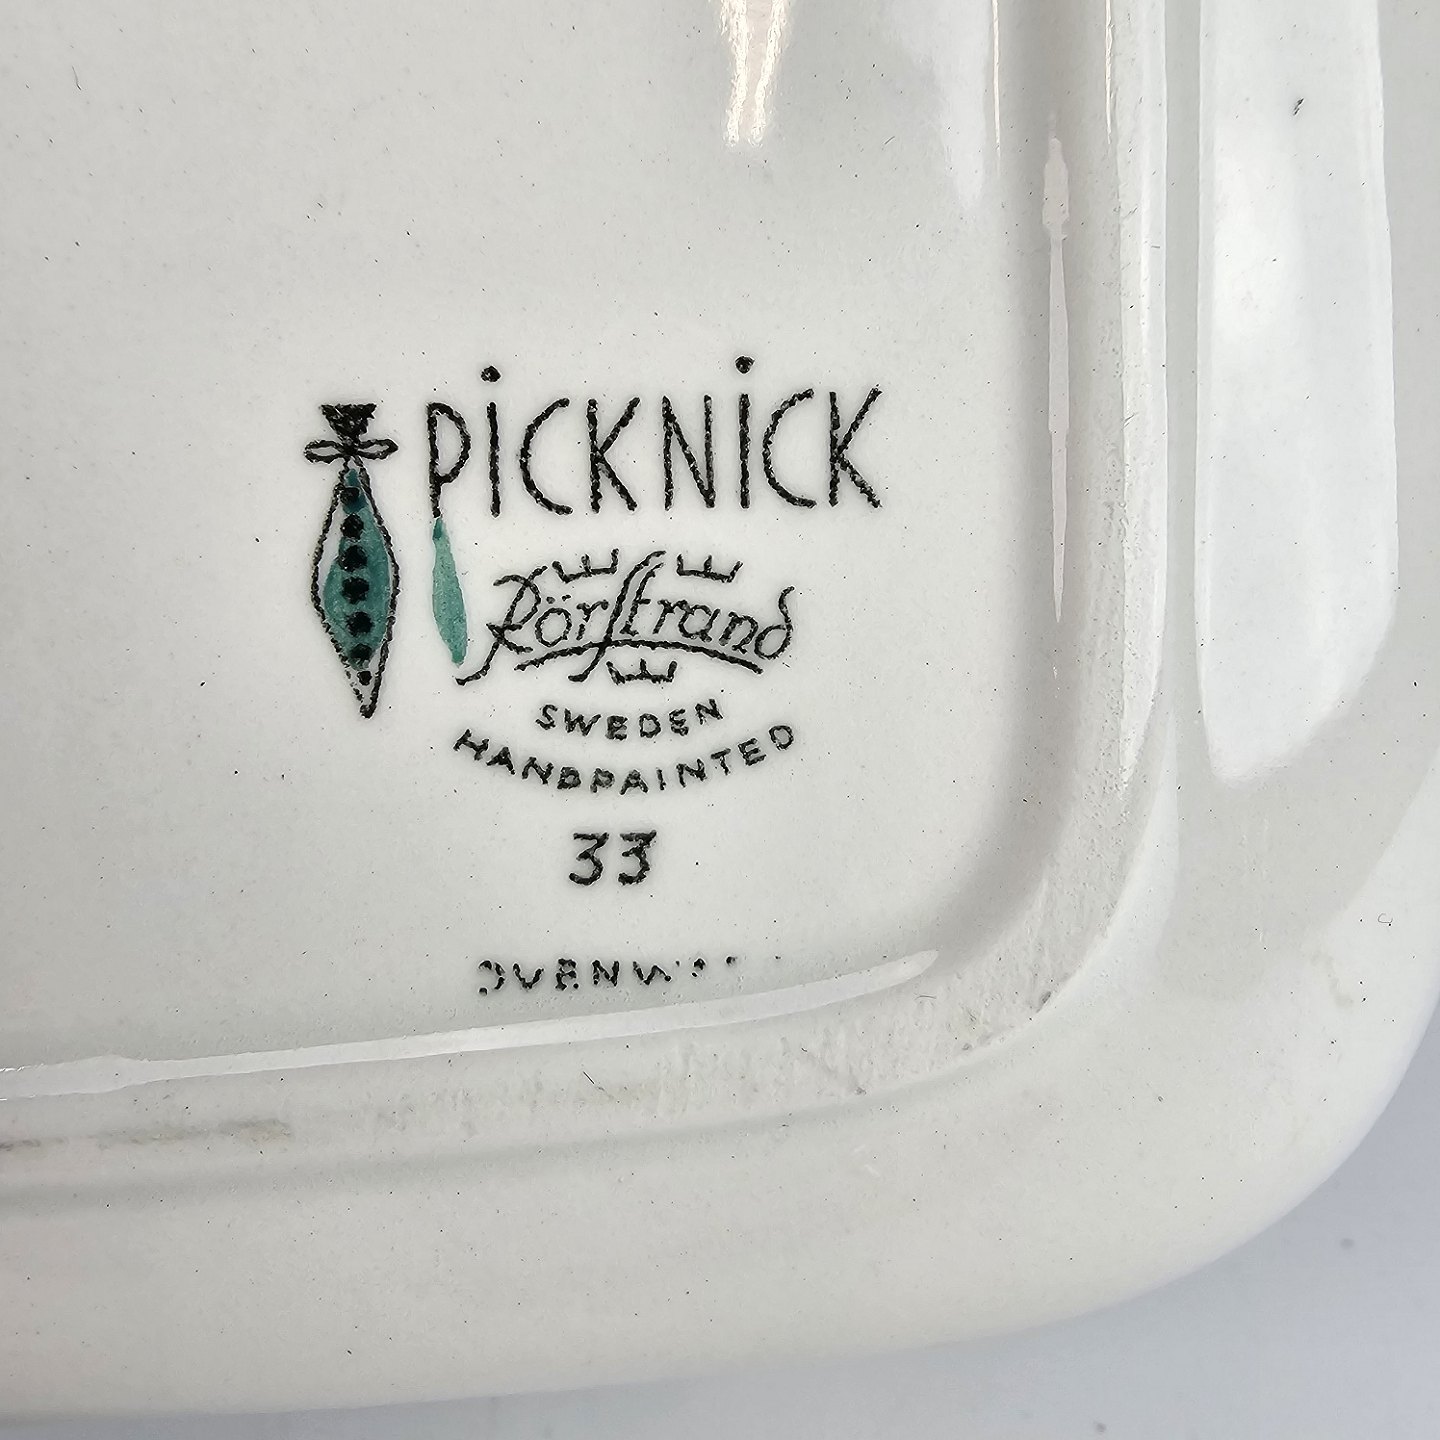 PiCKNiCK
Rörstrand
SWEDEN
HANDPAINTED
33